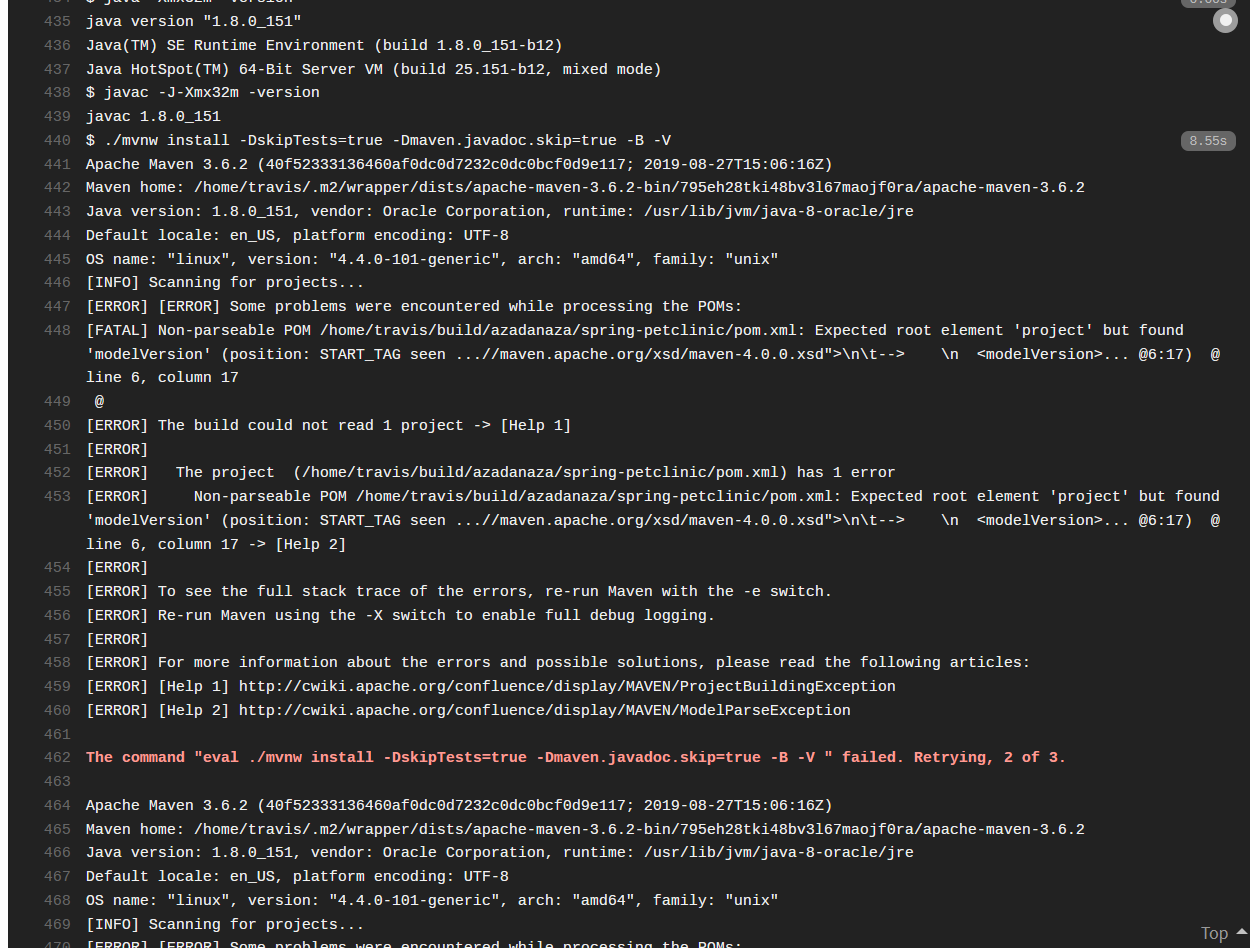 434 $ java -Xmx32m -version
435 java version "1.8.0_151"
436 Java(TM) SE Runtime Environment (build 1.8.0_151-b12)
437 Java HotSpot(TM) 64-Bit Server VM (build 25.151-b12, mixed mode)
438 $ javac -J-Xmx32m -version
439 javac 1.8.0_151
440 $ ./mvnw install -DskipTests=true -Dmaven.javadoc.skip=true -B -V 8.55s
441 Apache Maven 3.6.2 (40f52333136460af0dc0d7232c0dc0bcf0d9e117; 2019-08-27T15:06:16Z)
442 Maven home: /home/travis/.m2/wrapper/dists/apache-maven-3.6.2-bin/795eh28tki48bv3l67maojf0ra/apache-maven-3.6.2
443 Java version: 1.8.0_151, vendor: Oracle Corporation, runtime: /usr/lib/jvm/java-8-oracle/jre
444 Default locale: en_US, platform encoding: UTF-8
445 OS name: "linux", version: "4.4.0-101-generic", arch: "amd64", family: "unix"
446 [INFO] Scanning for projects...
447 [ERROR] [ERROR] Some problems were encountered while processing the POMs:
448 [FATAL] Non-parseable POM /home/travis/build/azadanaza/spring-petclinic/pom.xml: Expected root element 'project' but found
'modelVersion' (position: START_TAG seen ...//maven.apache.org/xsd/maven-4.0.0.xsd">\n\t-->    \n  <modelVersion>... @6:17)  @
line 6, column 17
449  @
450 [ERROR] The build could not read 1 project -> [Help 1]
451 [ERROR]
452 [ERROR]   The project  (/home/travis/build/azadanaza/spring-petclinic/pom.xml) has 1 error
453 [ERROR]     Non-parseable POM /home/travis/build/azadanaza/spring-petclinic/pom.xml: Expected root element 'project' but found
'modelVersion' (position: START_TAG seen ...//maven.apache.org/xsd/maven-4.0.0.xsd">\n\t-->    \n  <modelVersion>... @6:17)  @
line 6, column 17 -> [Help 2]
454 [ERROR]
455 [ERROR] To see the full stack trace of the errors, re-run Maven with the -e switch.
456 [ERROR] Re-run Maven using the -X switch to enable full debug logging.
457 [ERROR]
458 [ERROR] For more information about the errors and possible solutions, please read the following articles:
459 [ERROR] [Help 1] http://cwiki.apache.org/confluence/display/MAVEN/ProjectBuildingException
460 [ERROR] [Help 2] http://cwiki.apache.org/confluence/display/MAVEN/ModelParseException
461
462 The command "eval ./mvnw install -DskipTests=true -Dmaven.javadoc.skip=true -B -V " failed. Retrying, 2 of 3.
463
464 Apache Maven 3.6.2 (40f52333136460af0dc0d7232c0dc0bcf0d9e117; 2019-08-27T15:06:16Z)
465 Maven home: /home/travis/.m2/wrapper/dists/apache-maven-3.6.2-bin/795eh28tki48bv3l67maojf0ra/apache-maven-3.6.2
466 Java version: 1.8.0_151, vendor: Oracle Corporation, runtime: /usr/lib/jvm/java-8-oracle/jre
467 Default locale: en_US, platform encoding: UTF-8
468 OS name: "linux", version: "4.4.0-101-generic", arch: "amd64", family: "unix"
469 [INFO] Scanning for projects...
Top
470 [ERROR] [ERROR] Some problems were encountered while processing the POMs: